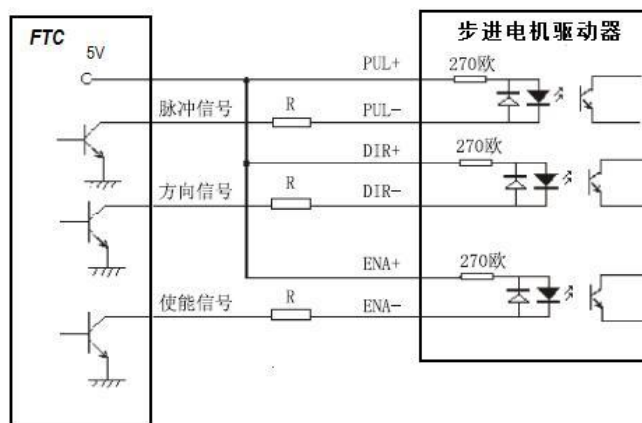 FTC
步进电机驱动器
5V
PUL+
270欧
脉冲信号
R
PUL-
DIR+
270欧
方向信号
R
DIR-
ENA+
270欧
使能信号
R
ENA-